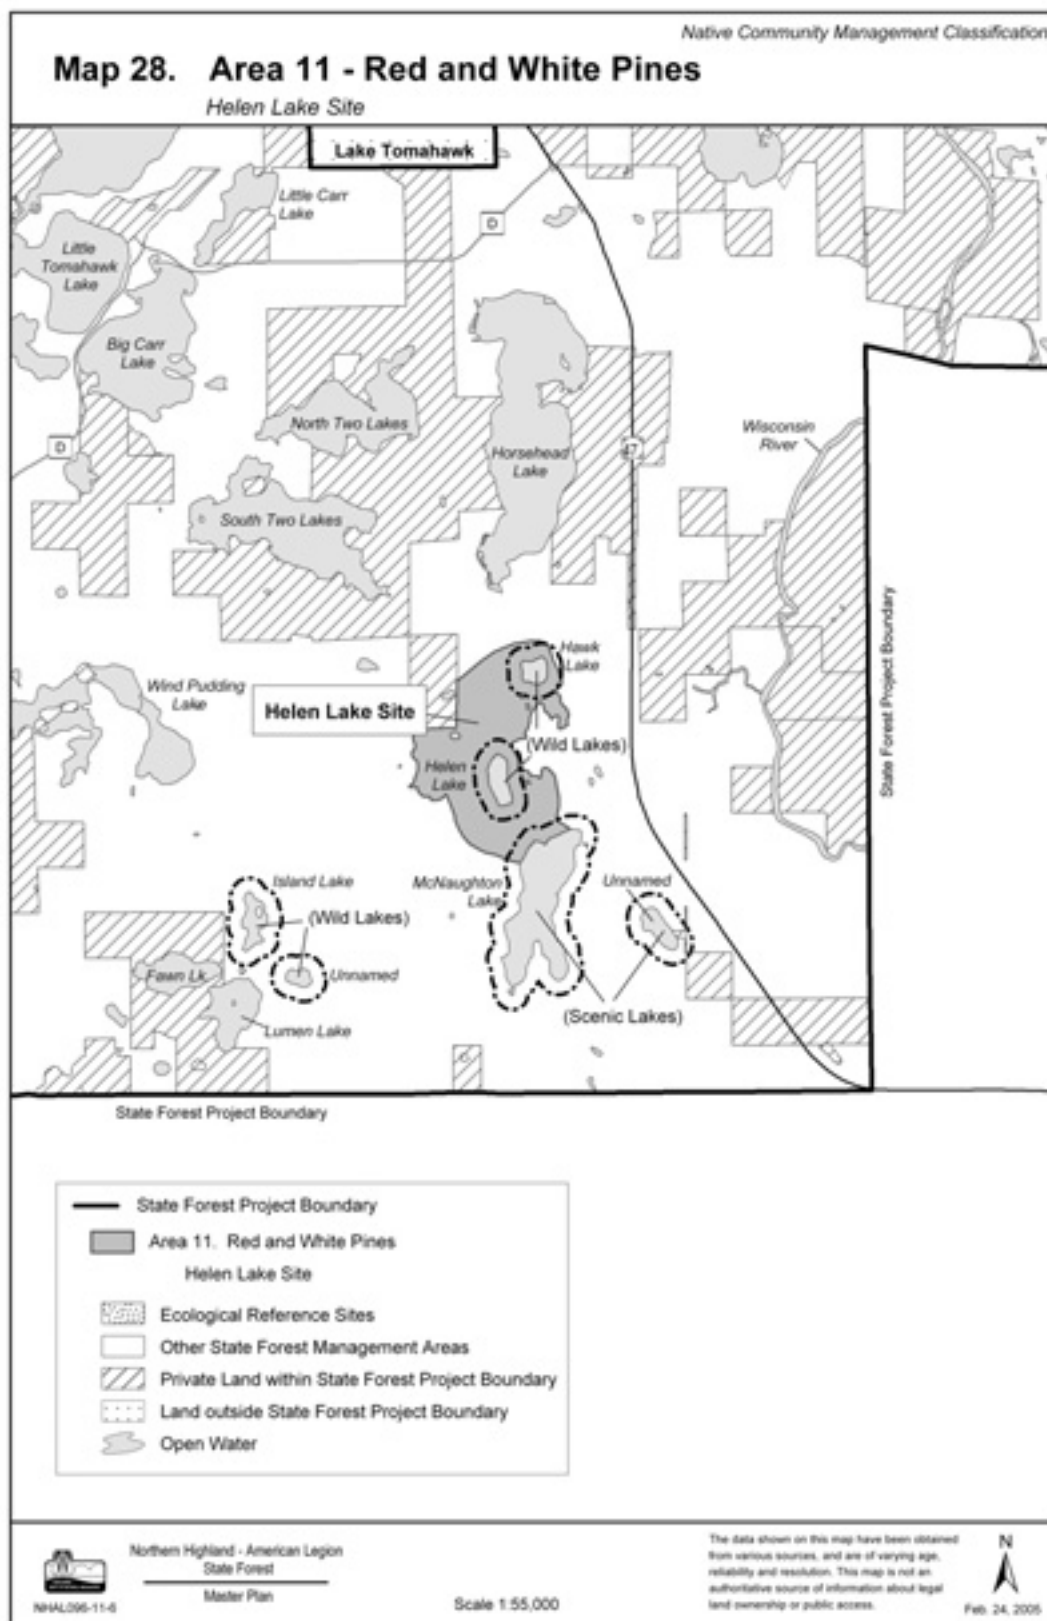 Native Community Management Classification
Map 28. Area 11 - Red and White Pines
Helen Lake Site
Lake Tomahawk
Little Carr
Lake
D
Little
Tomahawk
Lake
Big Carr
Lake
North Two Lakes
Horsehead
Lake
47
Wisconsin
River
D
South Two Lakes
State Forest Project Boundary
Hawk
Lake
Wind Pudding
Lake
Helen Lake Site
(Wild Lakes)
Helen
Lake
Island Lake
McNaughton
Lake
Unnamed
(Wild Lakes)
Fawn Lk.
Unnamed
Lumen Lake
(Scenic Lakes)
State Forest Project Boundary
State Forest Project Boundary
Area 11. Red and White Pines
Helen Lake Site
Ecological Reference Sites
Other State Forest Management Areas
Private Land within State Forest Project Boundary
Land outside State Forest Project Boundary
Open Water
Northern Highland - American Legion
State Forest
Master Plan
NHAL096-11-6
Scale 1:55,000
The data shown on this map have been obtained
from various sources, and are of varying age,
reliability and resolution. This map is not an
authoritative source of information about legal
land ownership or public access.
N
Feb. 24, 2005